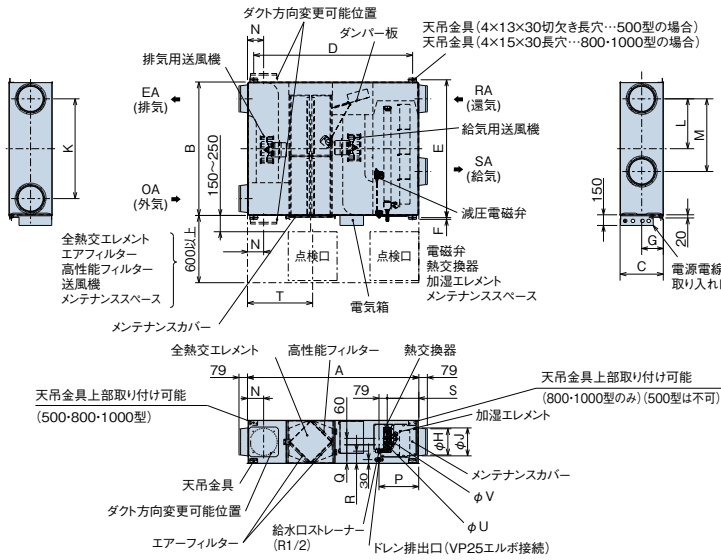 ダクト方向変更可能位置
N
D
ダンパー板
天吊金具(4×13×30切欠き長穴…500型の場合)
天吊金具(4×15×30長穴…800・1000型の場合)
排気用送風機
EA
(排気)
RA
(還気)
給気用送風機
SA
(給気)
OA
(外気)
K
B
E
L
M
150~250
600以上
減圧電磁弁
F
N
T
点検口
点検口
全熱交エレメント
エアーフィルター
高性能フィルター
送風機
メンテナンススペース
電磁弁
熱交換器
加湿エレメント
メンテナンススペース
電気箱
メンテナンスカバー
150
20
G
C
電源電線
取り入れ
全熱交エレメント
高性能フィルター
熱交換器
79
A
79
N
79
S
60
天吊金具上部取り付け可能
(500・800・1000型)
天吊金具上部取り付け可能
(800・1000型のみ)(500型は不可)
加湿エレメント
φH
φJ
メンテナンスカバー
Q
R
30
P
φV
φU
天吊金具
ダクト方向変更可能位置
エアーフィルター
給水口ストレーナー
(R1/2)
ドレン排出口(VP25エルボ接続)